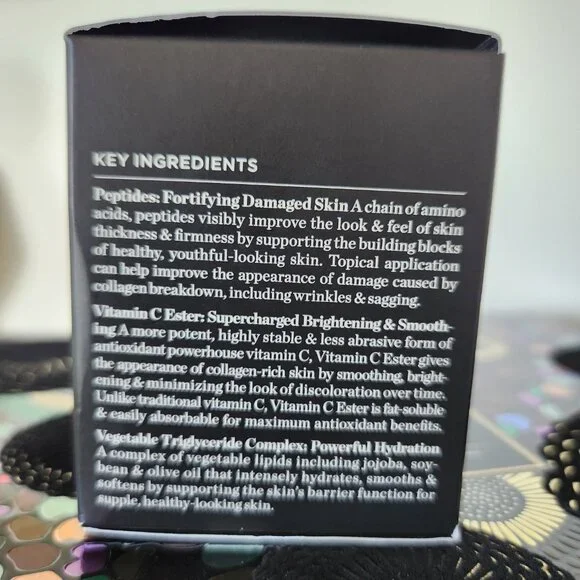 KEY INGREDIENTS
Peptides: Fortifying Damaged Skin A chain of amino
acids, peptides visibly improve the look & feel of skin
thickness & firmness by supporting the building blocks
of healthy, youthful-looking skin. Topical application
can help improve the appearance of damage caused by
collagen breakdown, including wrinkles & sagging.
Vitamin C Ester: Supercharged Brightening & Smooth-
ing A more potent, highly stable & less abrasive form of
antioxidant powerhouse vitamin C, Vitamin C Ester gives
the appearance of collagen-rich skin by smoothing, bright-
ening & minimizing the look of discoloration over time.
Unlike traditional vitamin C, Vitamin C Ester is fat-soluble
& easily absorbable for maximum antioxidant benefits.
Vegetable Triglyceride Complex: Powerful Hydration
A complex of vegetable lipids including jojoba, soy-
bean & olive oil that intensely hydrates, smooths &
softens by supporting the skin's barrier function for
supple, healthy-looking skin.